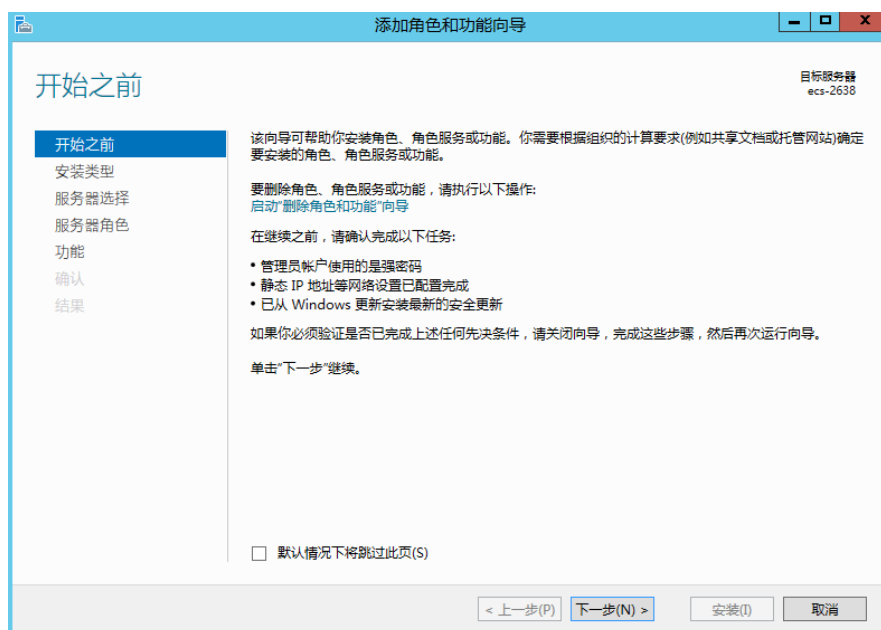 添加角色和功能向导
开始之前
目标服务器
ecs-2638
开始之前
安装类型
服务器选择
服务器角色
功能
确认
结果
该向导可帮助你安装角色、角色服务或功能。你需要根据组织的计算要求(例如共享文档或托管网站)确定
要安装的角色、角色服务或功能。
要删除角色、角色服务或功能，请执行以下操作:
启动"删除角色和功能"向导
在继续之前，请确认完成以下任务:
• 管理员帐户使用的是强密码
• 静态 IP 地址等网络设置已配置完成
• 已从 Windows 更新安装最新的安全更新
如果你必须验证是否已完成上述任何先决条件，请关闭向导，完成这些步骤，然后再次运行向导。
单击"下一步"继续。
默认情况下将跳过此页(S)
< 上一步(P) 下一步(N) > 安装(I) 取消